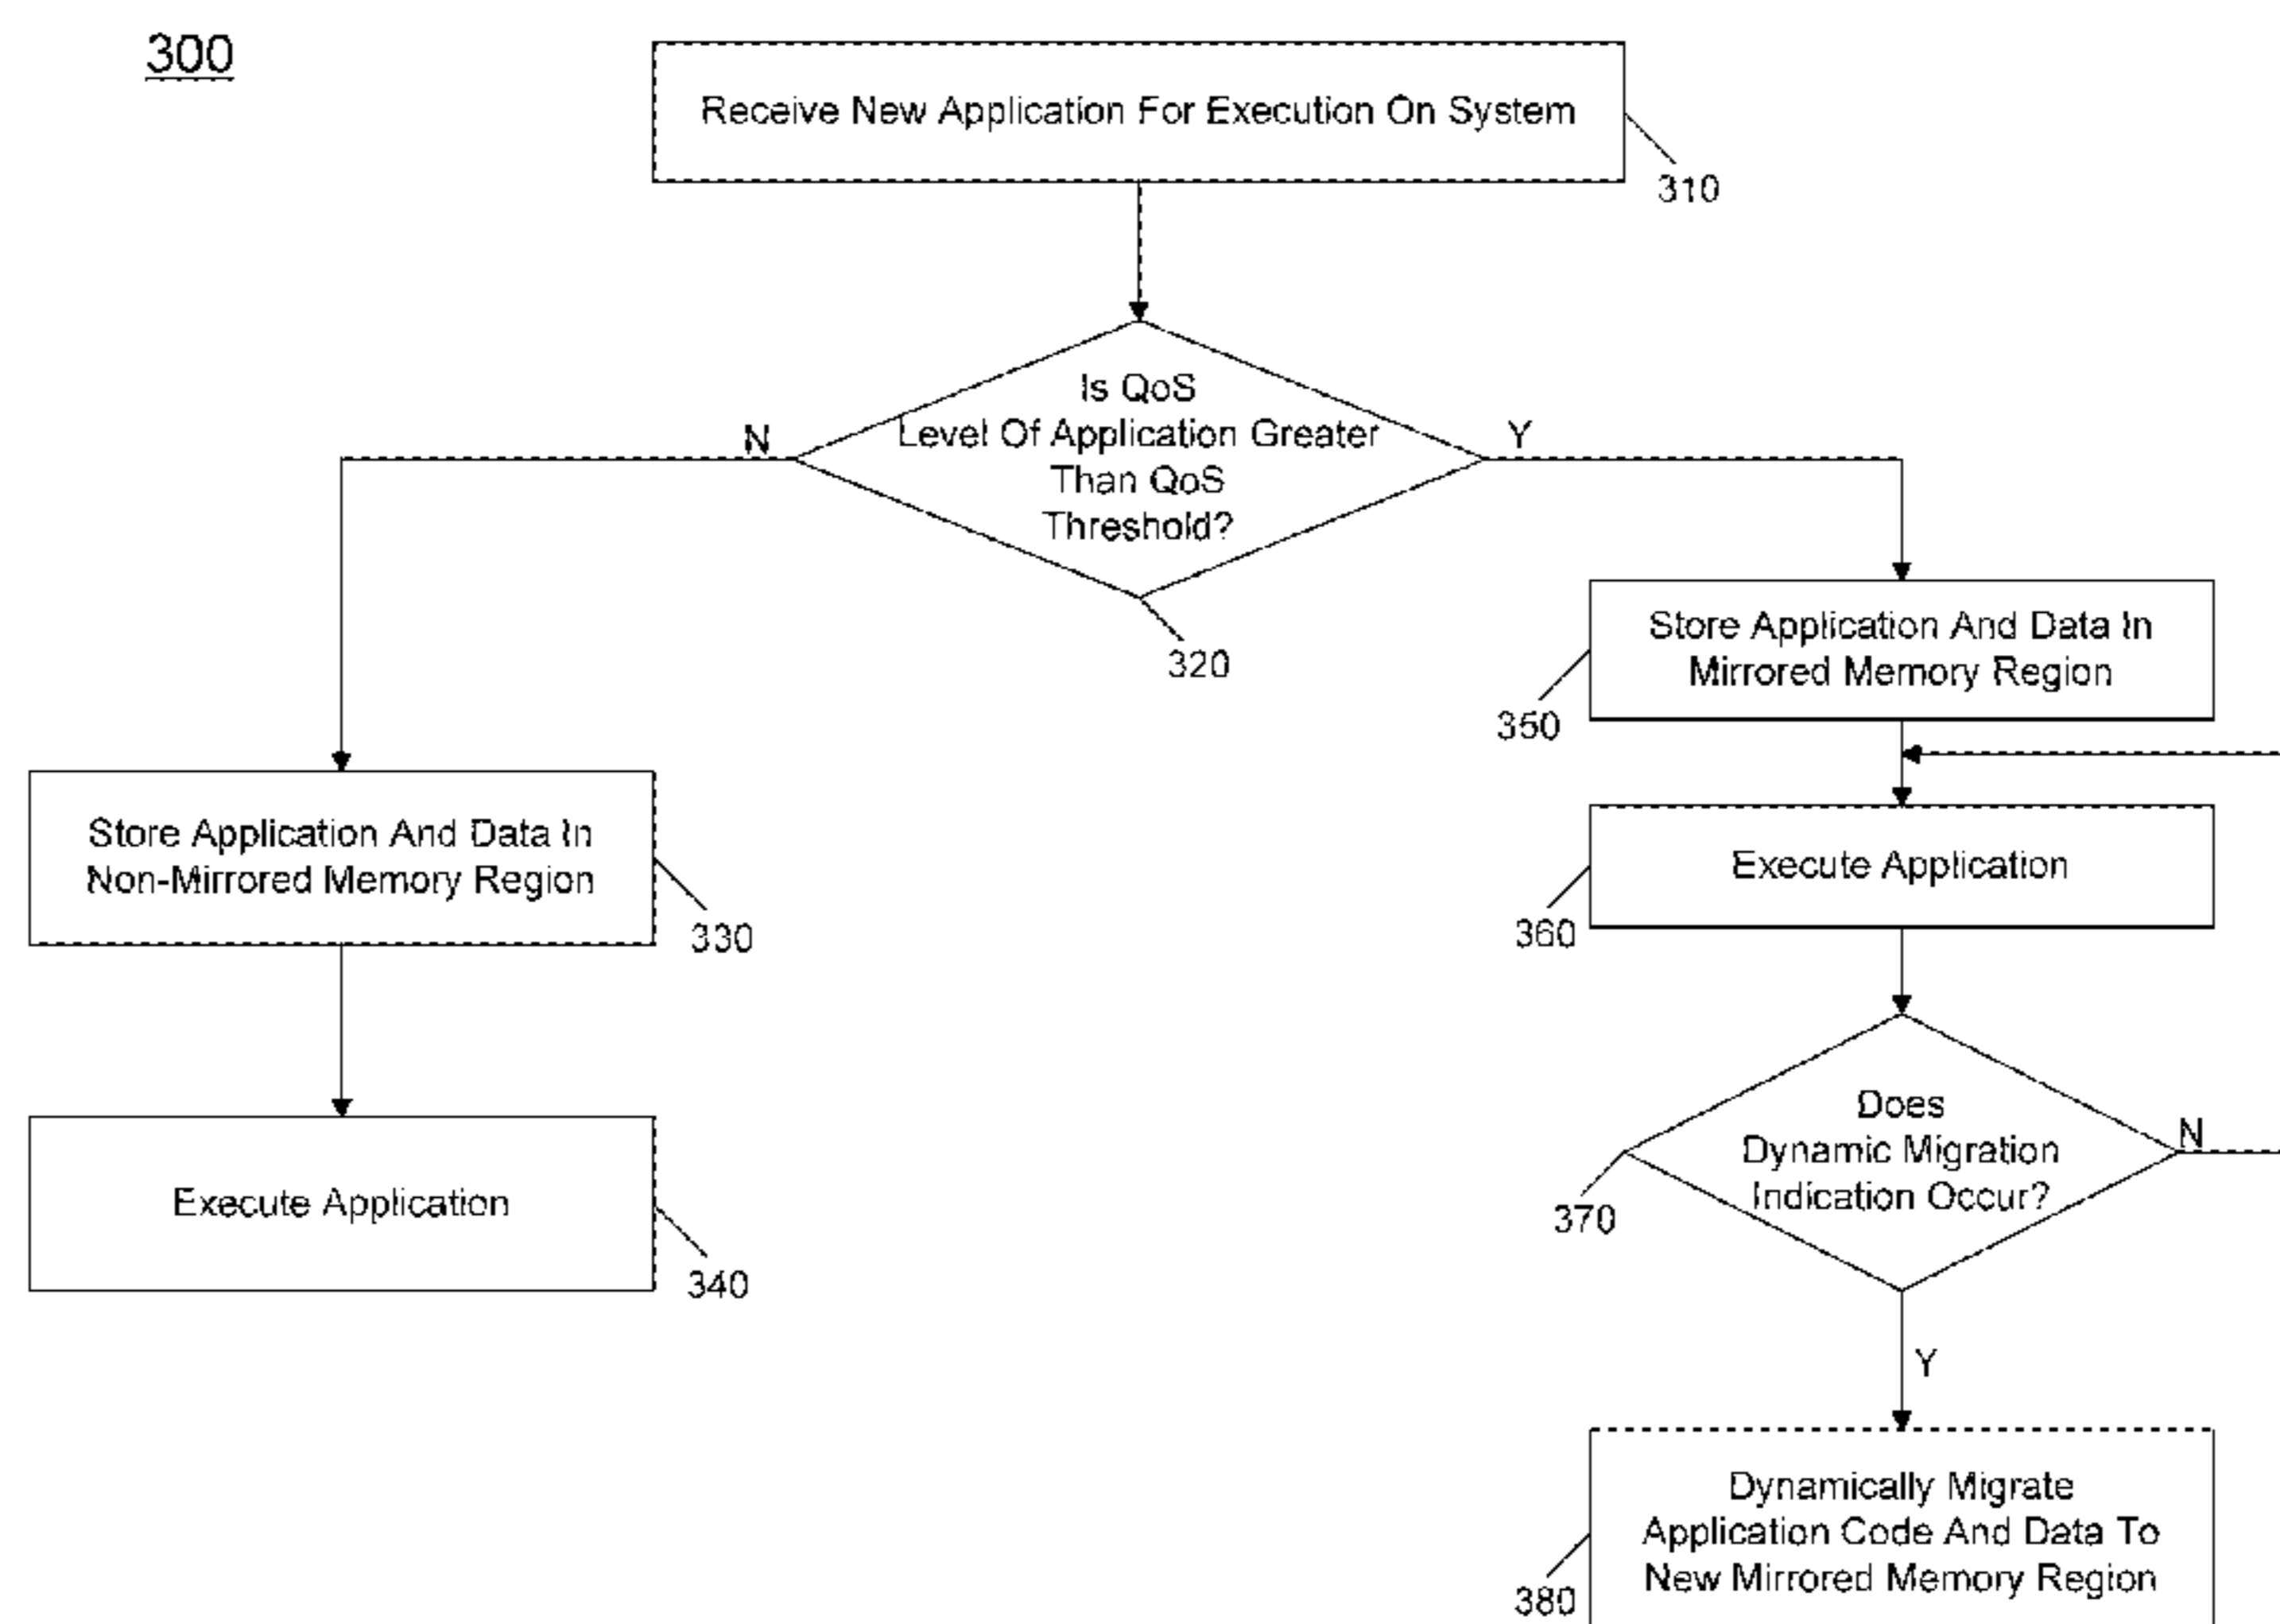 300
Receive New Application For Execution On System
310
Is QoS
Level Of Application Greater
Than QoS
Threshold?
N
Y
320
Store Application And Data In
Mirrored Memory Region
350
Store Application And Data In
Non-Mirrored Memory Region
330
Execute Application
360
Does
Dynamic Migration
Indication Occur?
N
370
Execute Application
340
Y
Dynamically Migrate
Application Code And Data To
New Mirrored Memory Region
380